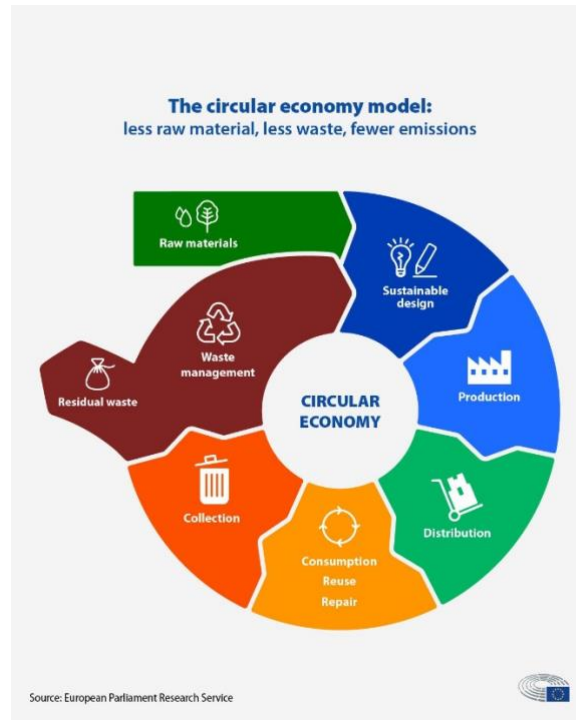 The circular economy model:
less raw material, less waste, fewer emissions
Raw materials
Sustainable
design
Production
Distribution
Consumption
Reuse
Repair
Collection
Waste
management
Residual waste
CIRCULAR
ECONOMY
Source: European Parliament Research Service